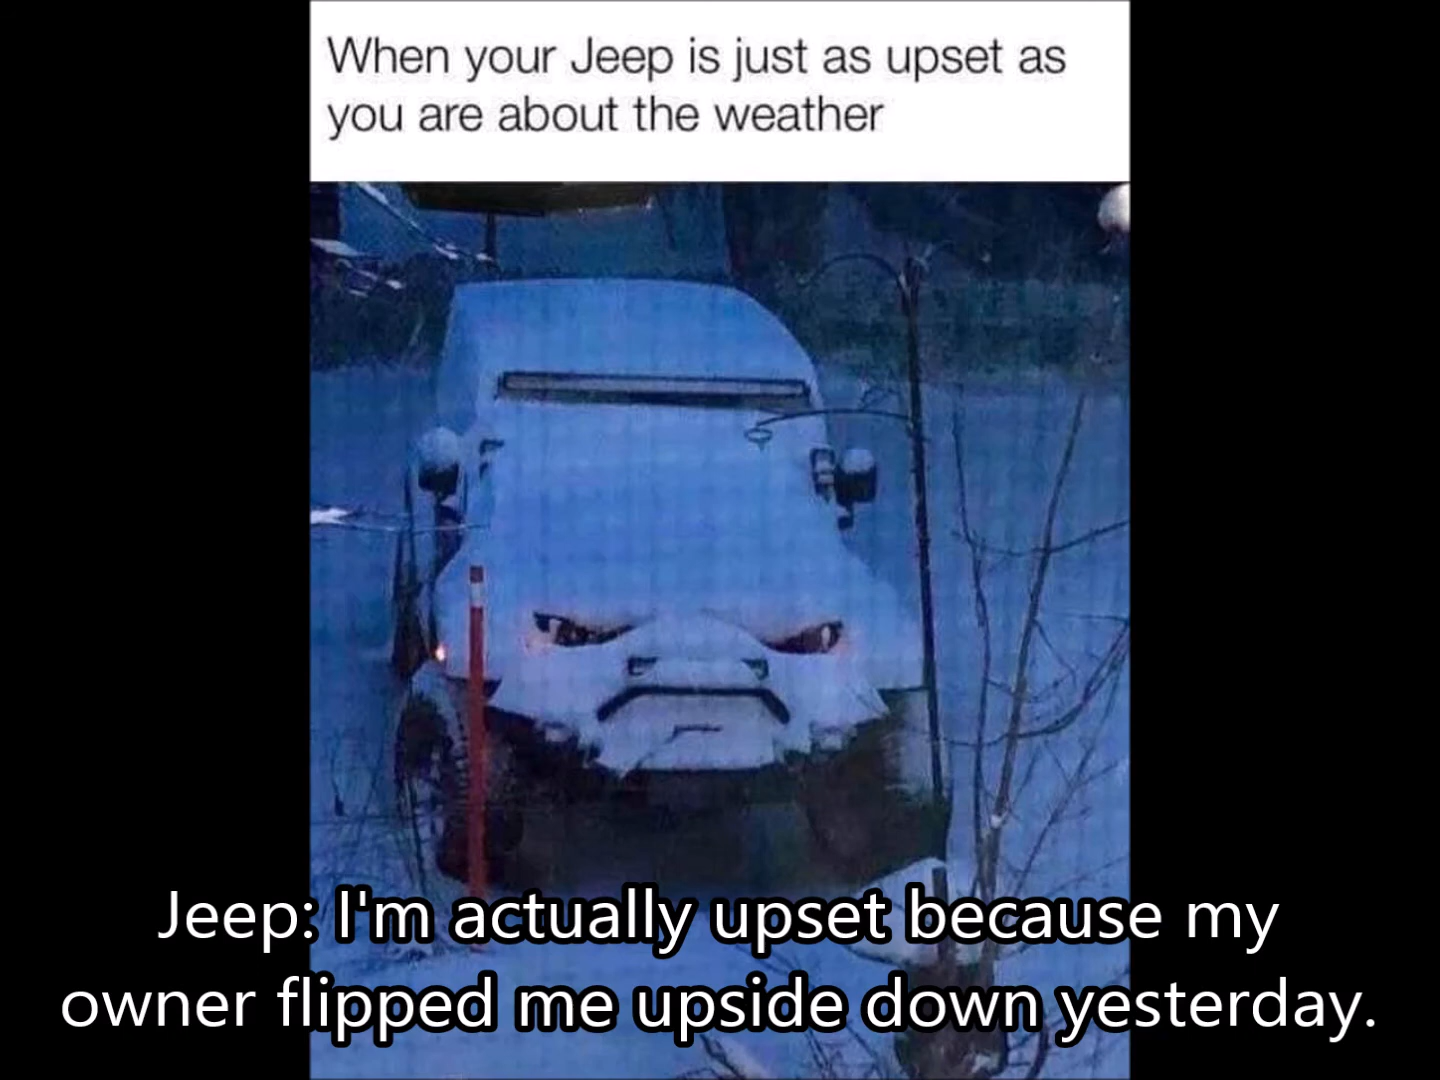 When your Jeep is just as upset as
you are about the weather
Jeep: I'm actually upset because my
owner flipped me upside down yesterday.